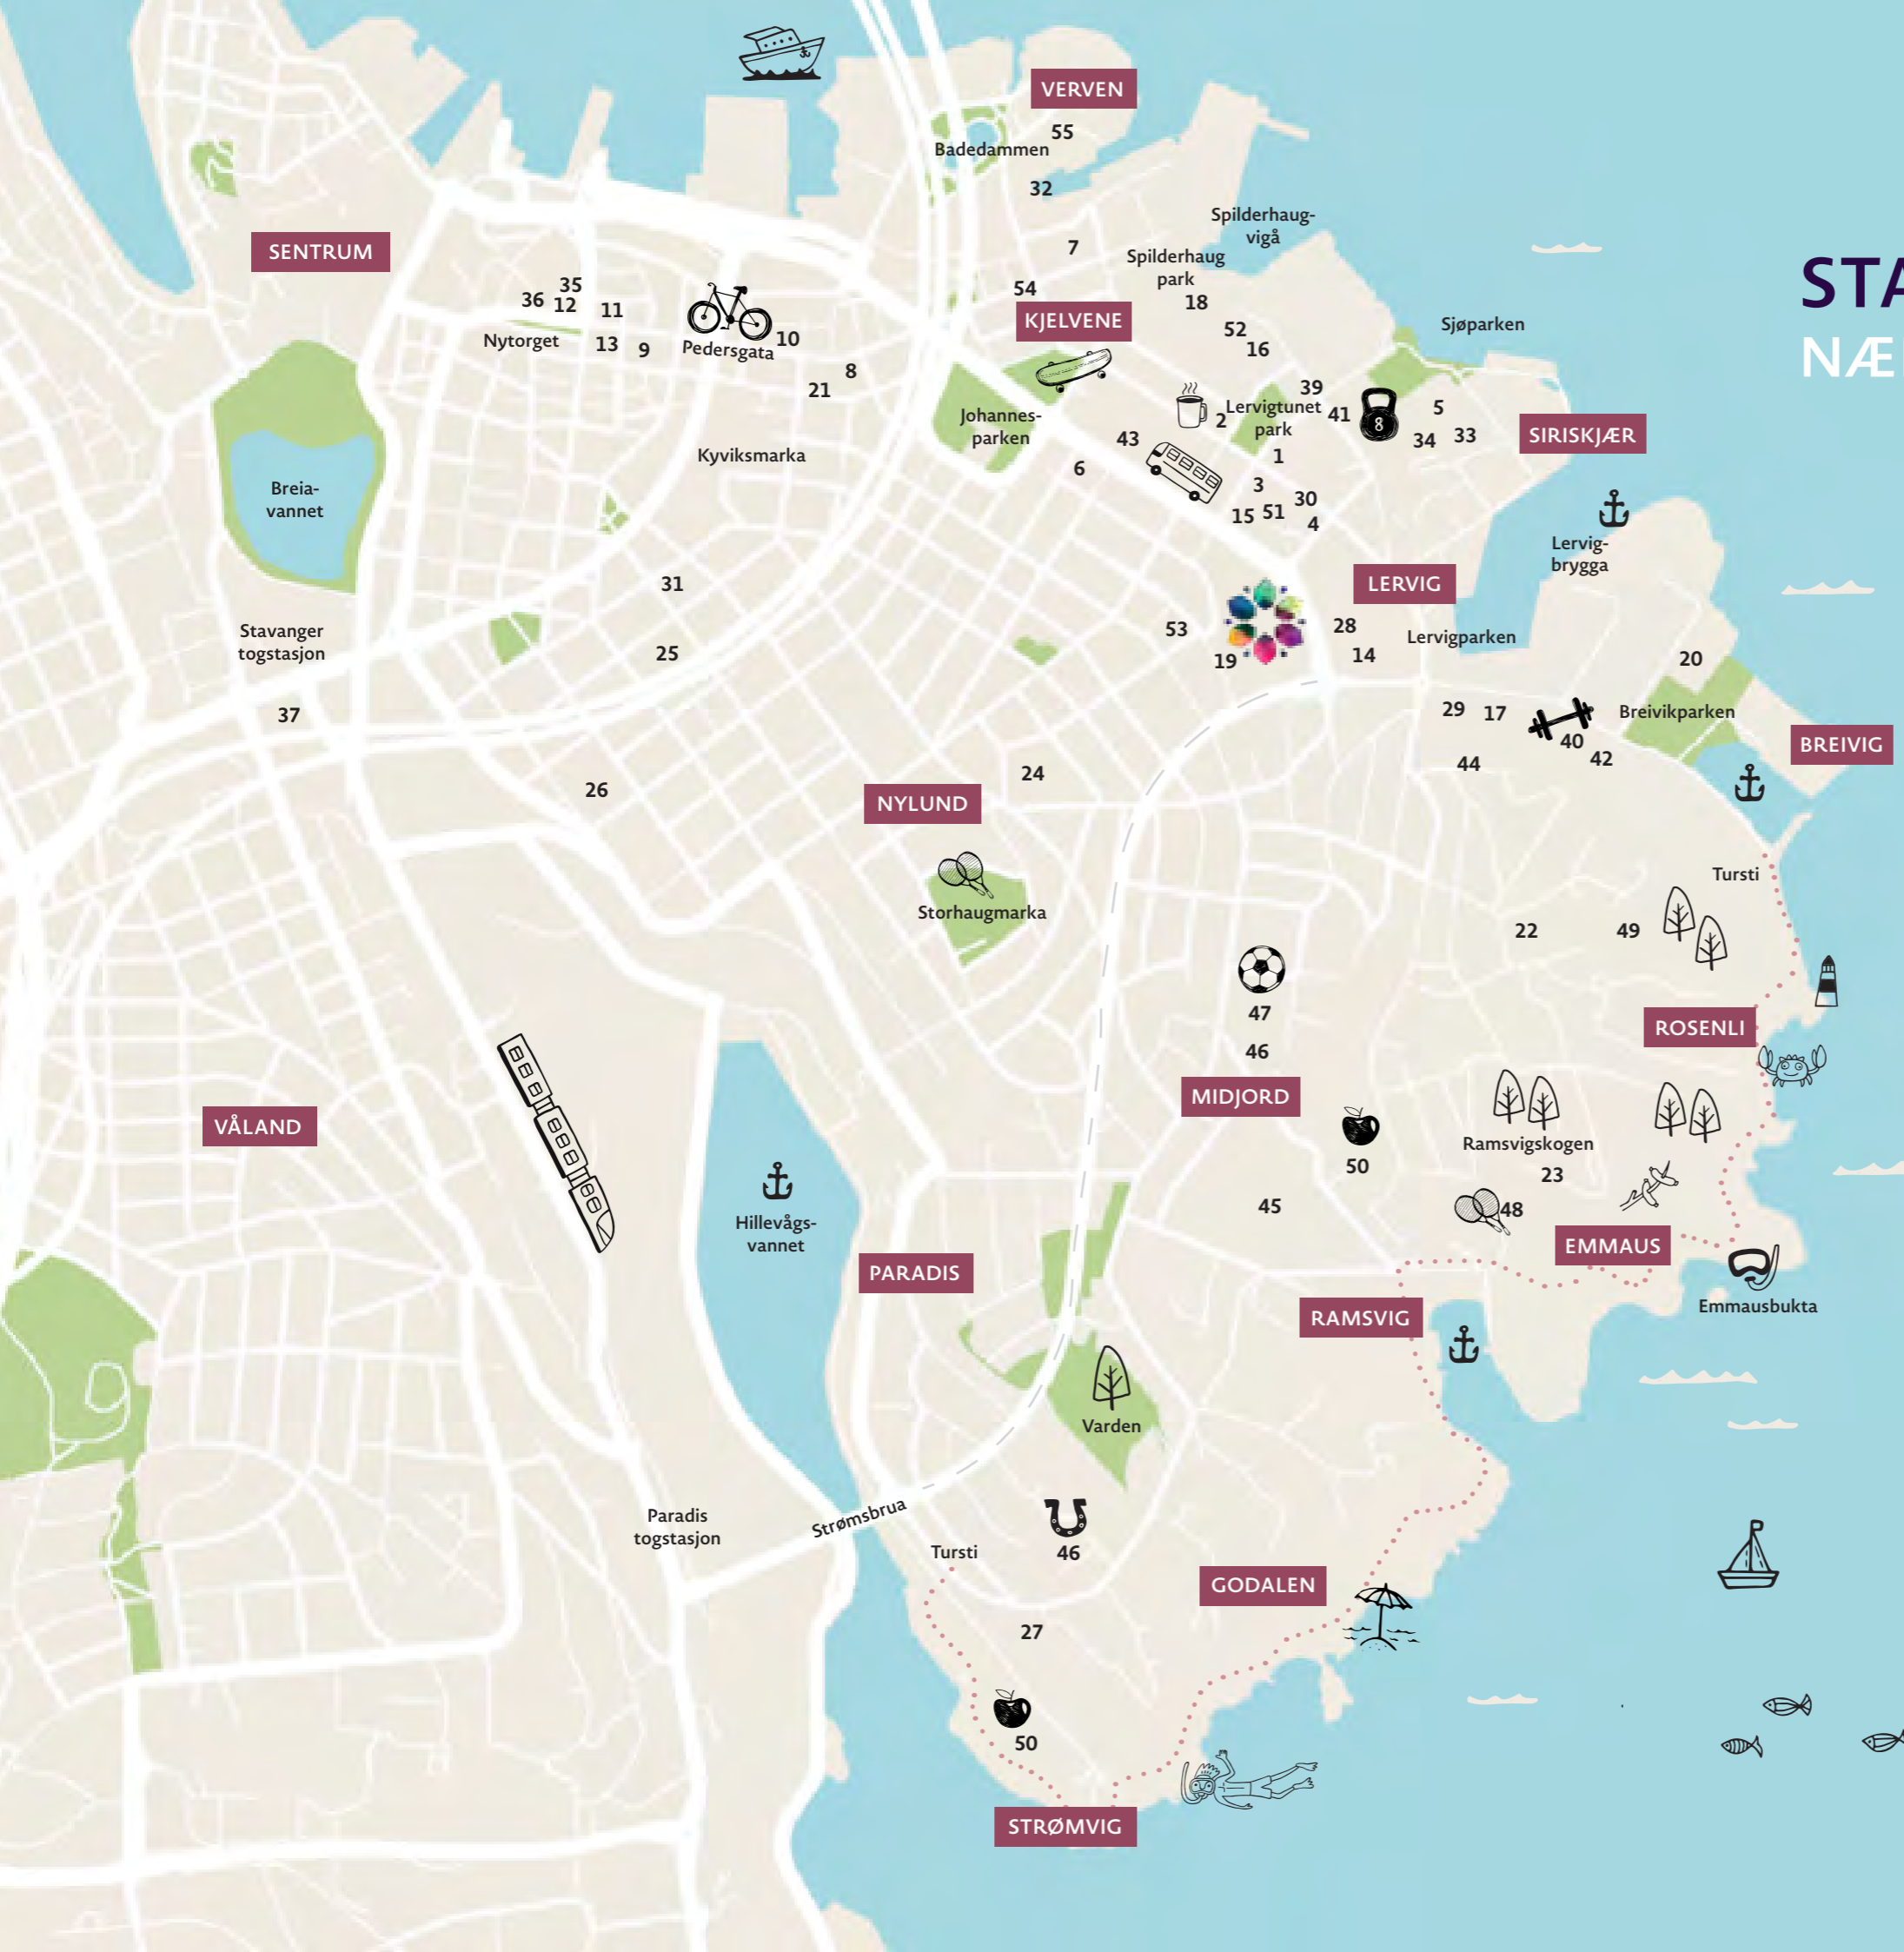 VERVEN
55
Badedammen
32
Spilderhaug-
vigå
SENTRUM
7
Spilderhaug
park
STA
35
54
36
12
11
18
KJELVENE
Sjøparken
52
Nytorget
13
9
Pedersgata
10
16
NÆ
8
21
39
Lervigtunet
park
2
41
8
5
Johannes-
parken
SIRISKJÆR
43
34
33
Kyviksmarka
1
6
3
Breia-
vannet
30
15
51
4
Lervig-
brygga
31
LERVIG
Stavanger
togstasjon
53
28
Lervigparken
25
19
14
20
37
29
17
Breivikparken
40
BREIVIG
42
44
24
26
NYLUND
Tursti
Storhaugmarka
22
49
47
ROSENLI
46
MIDJORD
VÅLAND
Ramsvigskogen
50
23
45
48
Hillevågs-
vannet
EMMAUS
PARADIS
Emmausbukta
RAMSVIG
Varden
Paradis
togstasjon
Strømsbrua
Tursti
46
GODALEN
27
50
STRØMVIG